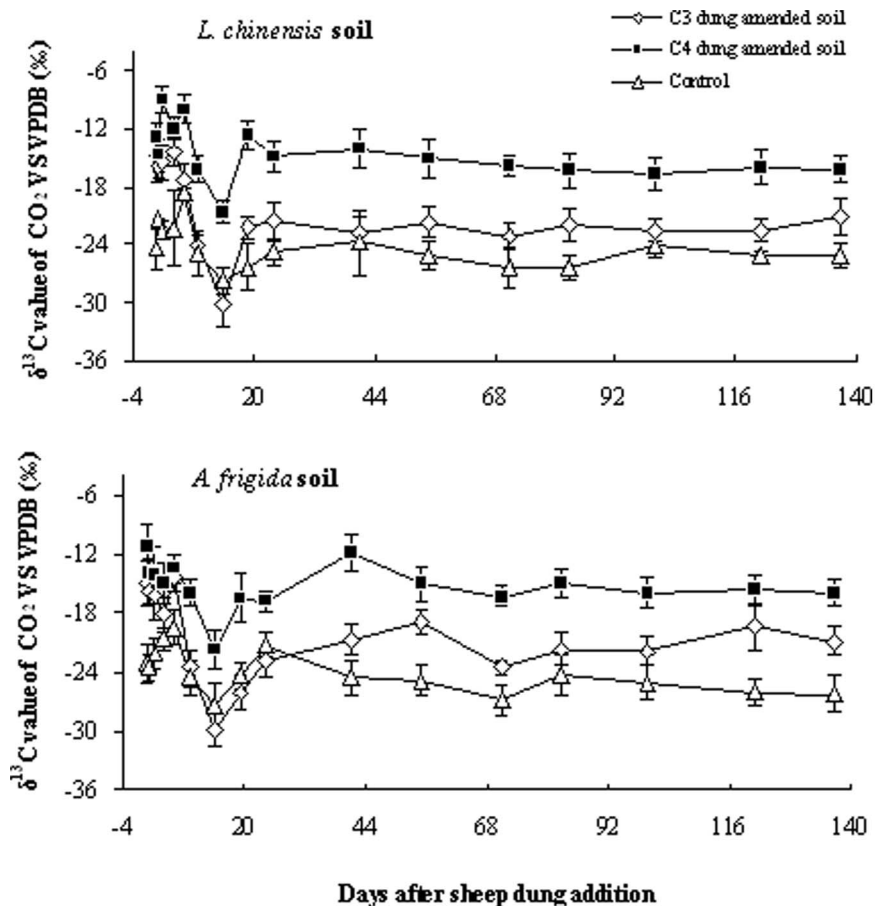 L. chinensis soil
C3 dung amended soil
C4 dung amended soil
Control
δ¹³C value of CO₂ VS VPDB (‰)
-6
-12
-18
-24
-30
-36
-4 20 44 68 92 116 140
A. frigida soil
δ¹³C value of CO₂ VS VPDB (‰)
-6
-12
-18
-24
-30
-36
-4 20 44 68 92 116 140
Days after sheep dung addition